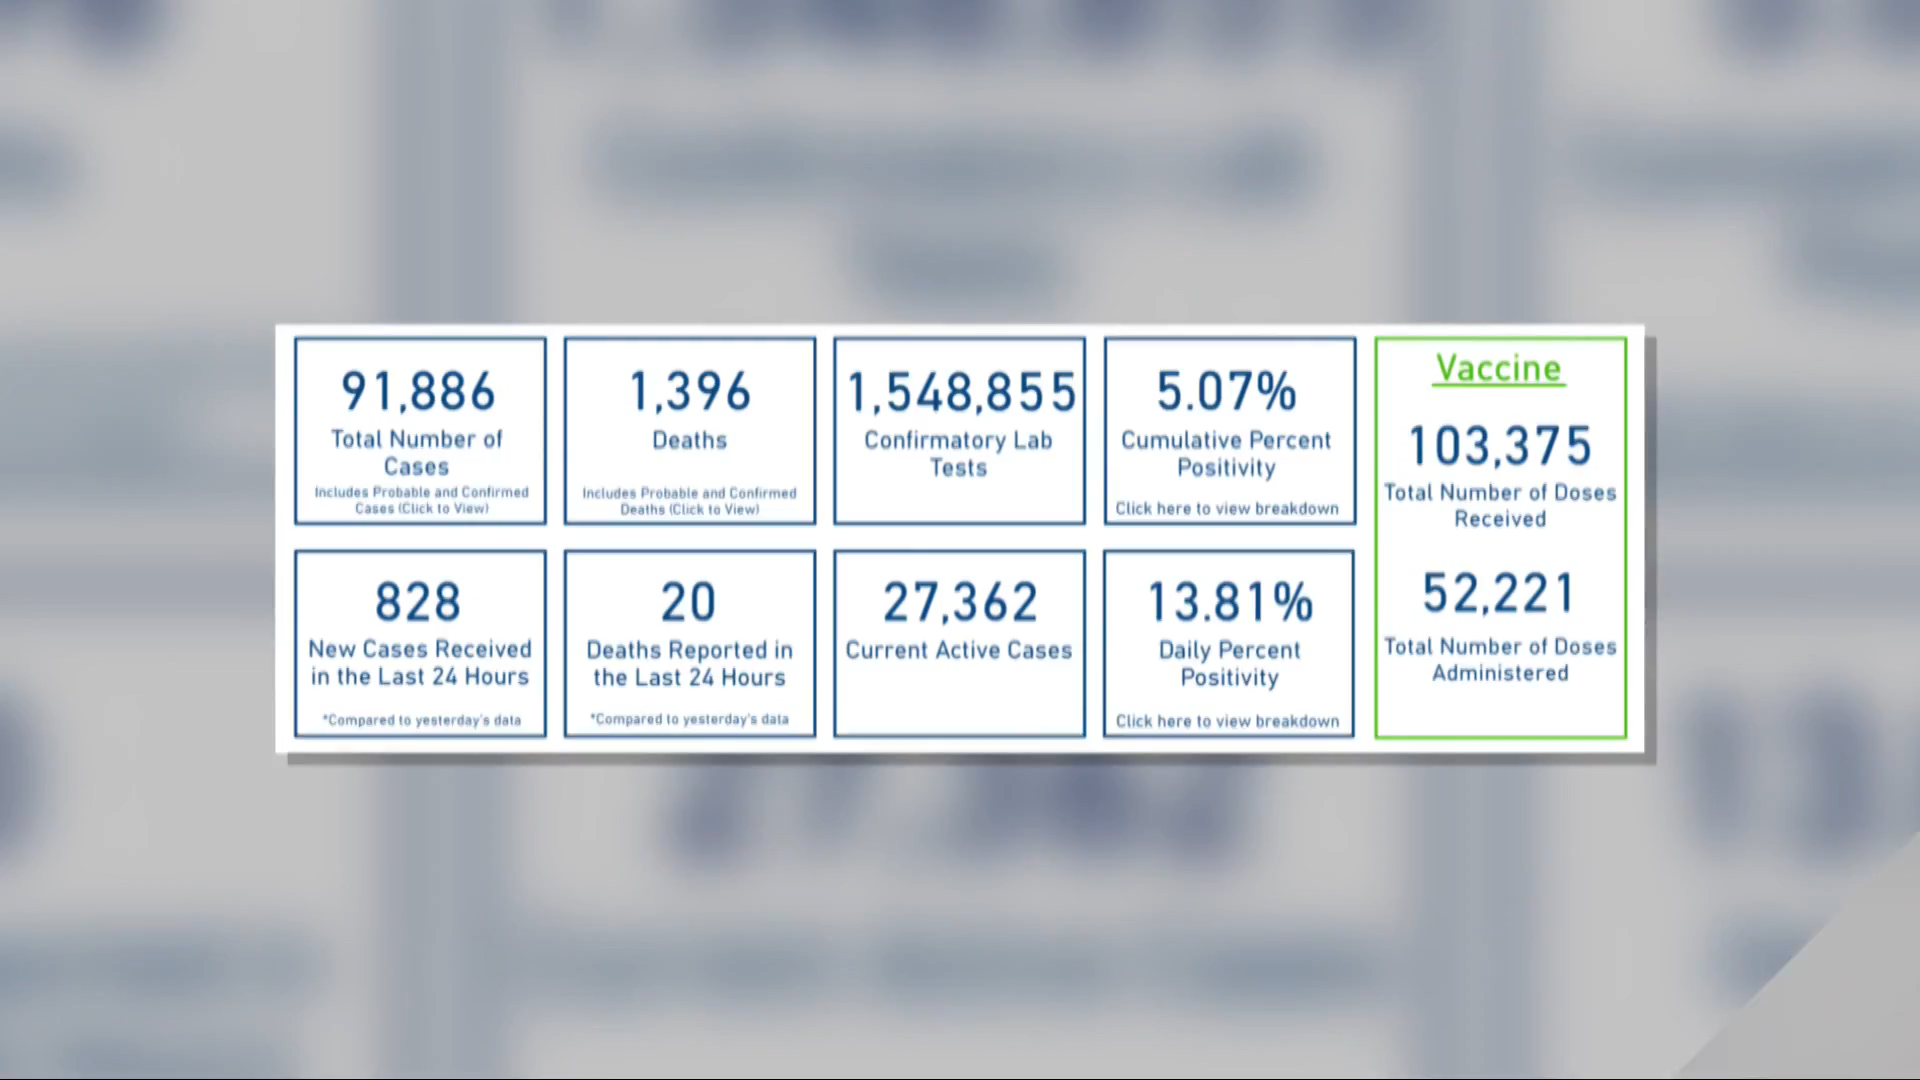 91,886
Total Number of
Cases
Includes Probable and Confirmed
Cases (Click to View)
1,396
Deaths
Includes Probable and Confirmed
Deaths (Click to View)
1,548,855
Confirmatory Lab
Tests
5.07%
Cumulative Percent
Positivity
Click here to view breakdown
828
New Cases Received
in the Last 24 Hours
*Compared to yesterday's data
20
Deaths Reported in
the Last 24 Hours
*Compared to yesterday's data
27,362
Current Active Cases
13.81%
Daily Percent
Positivity
Click here to view breakdown
Vaccine
103,375
Total Number of Doses
Received
52,221
Total Number of Doses
Administered